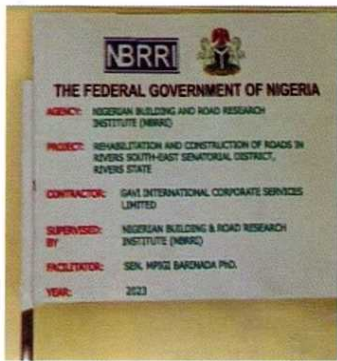 NBRRI
THE FEDERAL GOVERNMENT OF NIGERIA
AGENCY: NIGERIAN BUILDING AND ROAD RESEARCH
INSTITUTE (NBRRI)
PROJECT: REHABILITATION AND CONSTRUCTION OF ROADS IN
RIVERS SOUTH-EAST SENATORIAL DISTRICT,
RIVERS STATE
CONTRACTOR: GAVI INTERNATIONAL CORPORATE SERVICES
LIMITED
SUPERVISED: NIGERIAN BUILDING & ROAD RESEARCH
BY INSTITUTE (NBRRI)
FACILITATOR: SEN. MPIGI BARINADA PhD.
YEAR: 2023